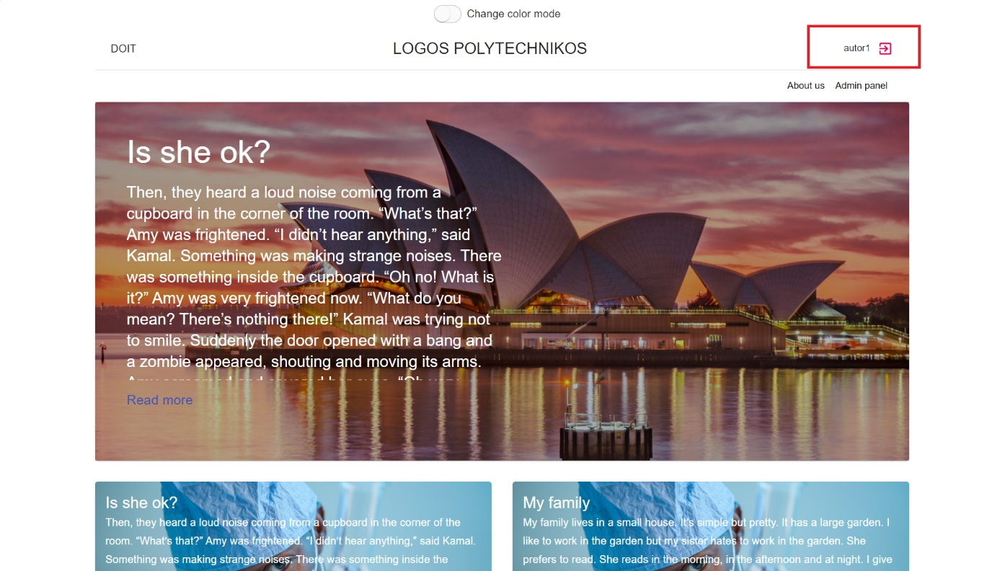 Change color mode
DOIT
LOGOS POLYTECHNIKOS
autor1
About us Admin panel
Is she ok?
Then, they heard a loud noise coming from a
cupboard in the corner of the room. “What’s that?”
Amy was frightened. “I didn’t hear anything,” said
Kamal. Something was making strange noises. There
was something inside the cupboard. “Oh no! What is
it?” Amy was very frightened now. “What do you
mean? There’s nothing there!” Kamal was trying not
to smile. Suddenly the door opened with a bang and
a zombie appeared, shouting and moving its arms.
Read more
Is she ok?
Then, they heard a loud noise coming from a cupboard in the corner of the
room. “What’s that?” Amy was frightened. “I didn’t hear anything,” said Kamal.
Something was making strange noises. There was something inside the
My family
My family lives in a small house. It’s simple but pretty. It has a large garden. I
like to work in the garden but my sister hates to work in the garden. She
prefers to read. She reads in the morning, in the afternoon and at night. I give